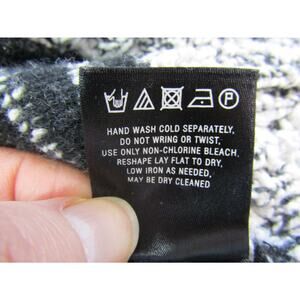 P
HAND WASH COLD SEPARATELY.
DO NOT WRING OR TWIST,
USE ONLY NON-CHLORINE BLEACH.
RESHAPE LAY FLAT TO DRY,
LOW IRON AS NEEDED,
MAY BE DRY CLEANED